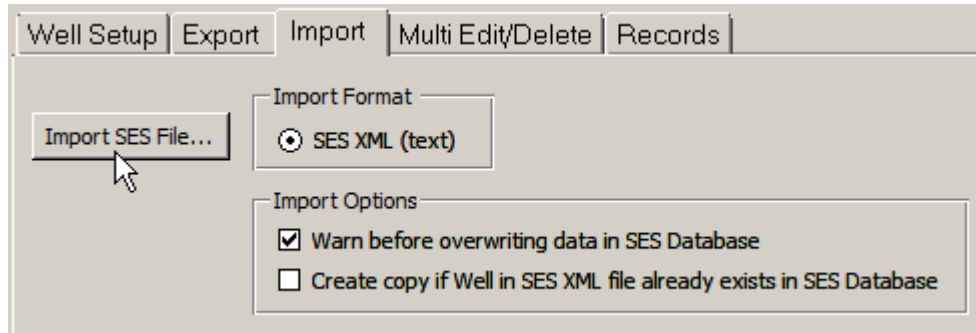 Well Setup Export Import Multi Edit/Delete Records
Import Format
Import SES File...
SES XML (text)
Import Options
Warn before overwriting data in SES Database
Create copy if Well in SES XML file already exists in SES Database